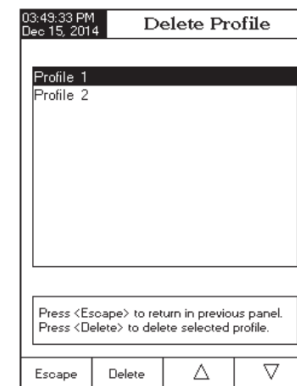 03:49:33 PM
Dec 15, 2014
Delete Profile
Profile 1
Profile 2
Press <Escape> to return in previous panel.
Press <Delete> to delete selected profile.
Escape Delete △ ▽